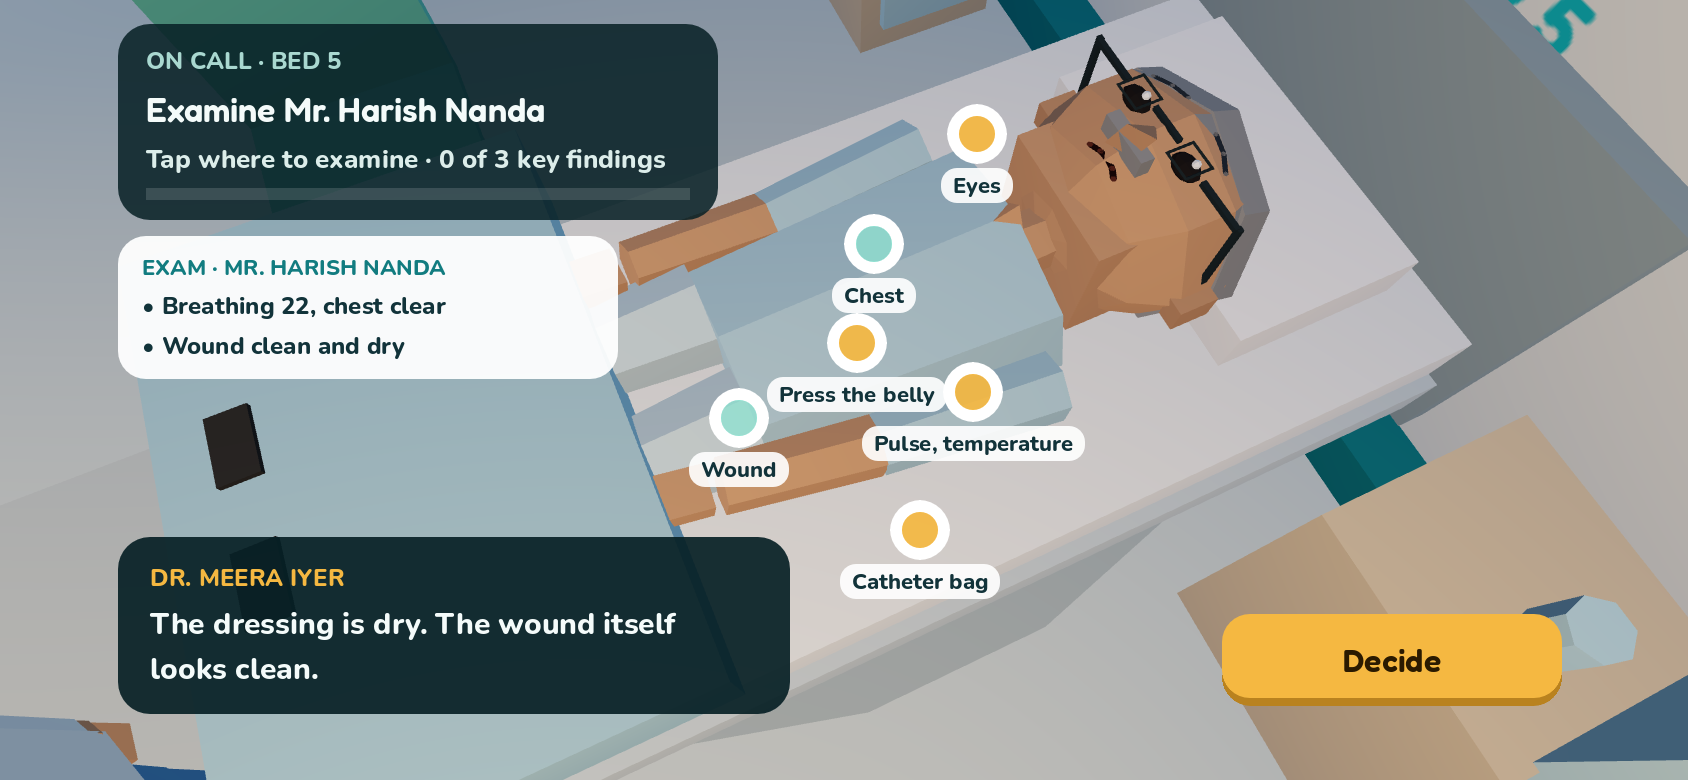 ON CALL · BED 5
Examine Mr. Harish Nanda
Tap where to examine · 0 of 3 key findings
EXAM · MR. HARISH NANDA
• Breathing 22, chest clear
• Wound clean and dry
Eyes
Chest
Press the belly
Pulse, temperature
Wound
Catheter bag
DR. MEERA IYER
The dressing is dry. The wound itself
looks clean.
Decide
5